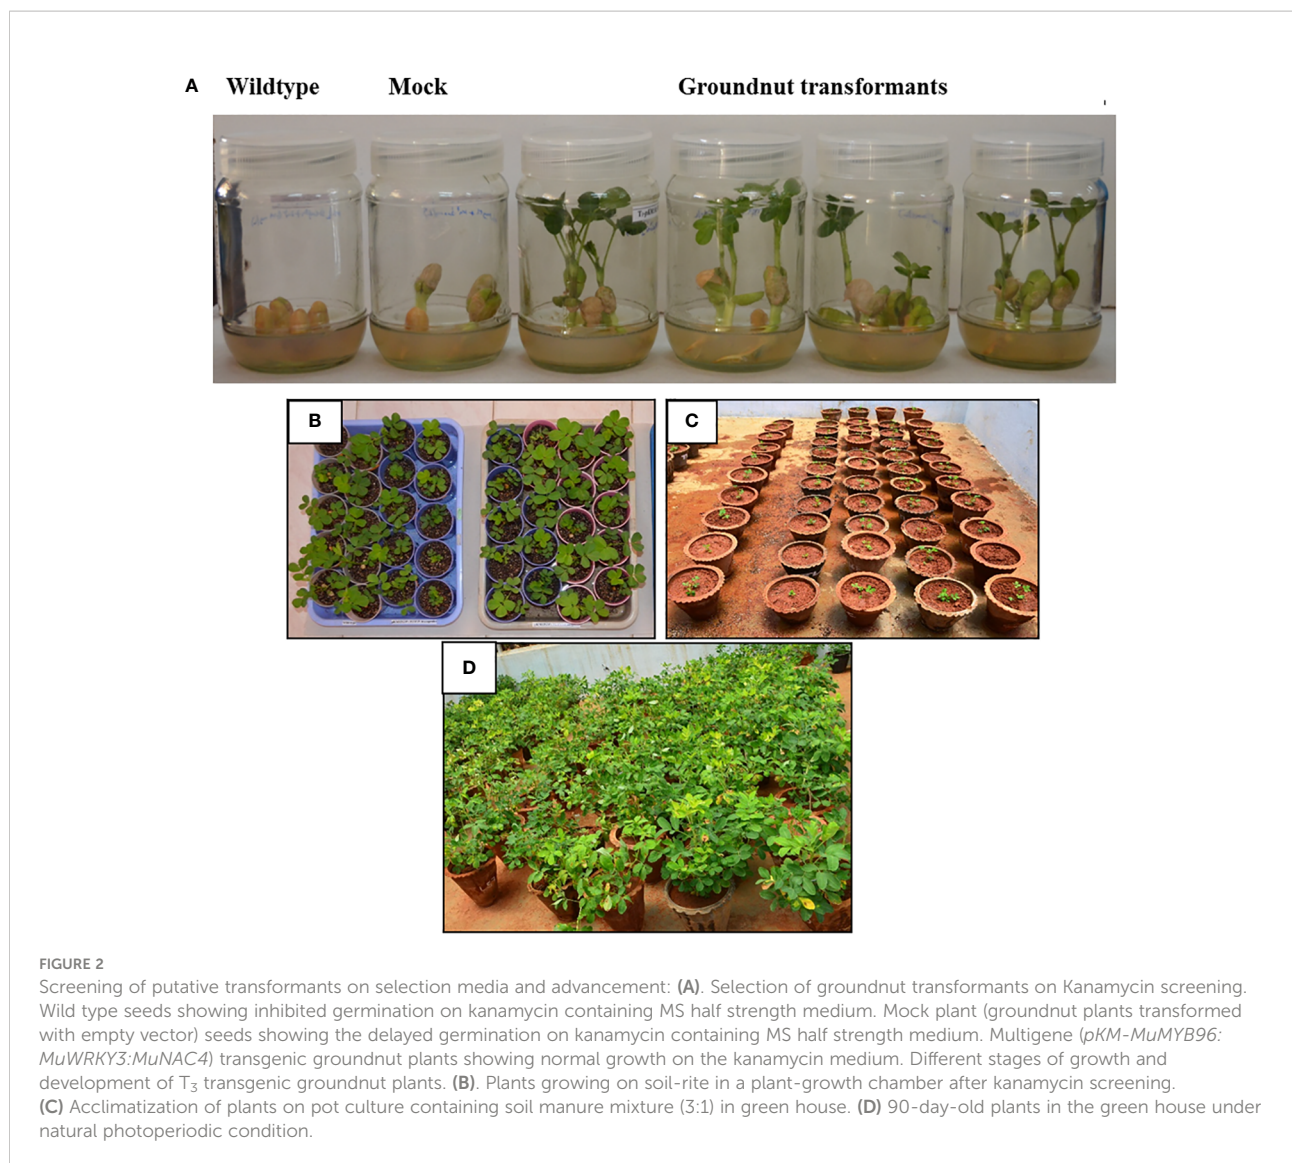 A Wildtype Mock Groundnut transformants
B
C
D
FIGURE 2
Screening of putative transformants on selection media and advancement: (A). Selection of groundnut transformants on Kanamycin screening.
Wild type seeds showing inhibited germination on kanamycin containing MS half strength medium. Mock plant (groundnut plants transformed
with empty vector) seeds showing the delayed germination on kanamycin containing MS half strength medium. Multigene (pKM-MuMYB96:
MuWRKY3:MuNAC4) transgenic groundnut plants showing normal growth on the kanamycin medium. Different stages of growth and
development of T3 transgenic groundnut plants. (B). Plants growing on soil-rite in a plant-growth chamber after kanamycin screening.
(C) Acclimatization of plants on pot culture containing soil manure mixture (3:1) in green house. (D) 90-day-old plants in the green house under
natural photoperiodic condition.